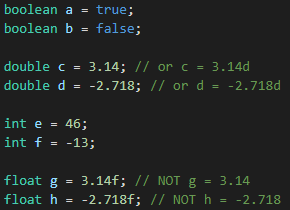 boolean a = true;
boolean b = false;
double c = 3.14; // or c = 3.14d
double d = -2.718; // or d = -2.718d
int e = 46;
int f = -13;
float g = 3.14f; // NOT g = 3.14
float h = -2.718f; // NOT h = -2.718